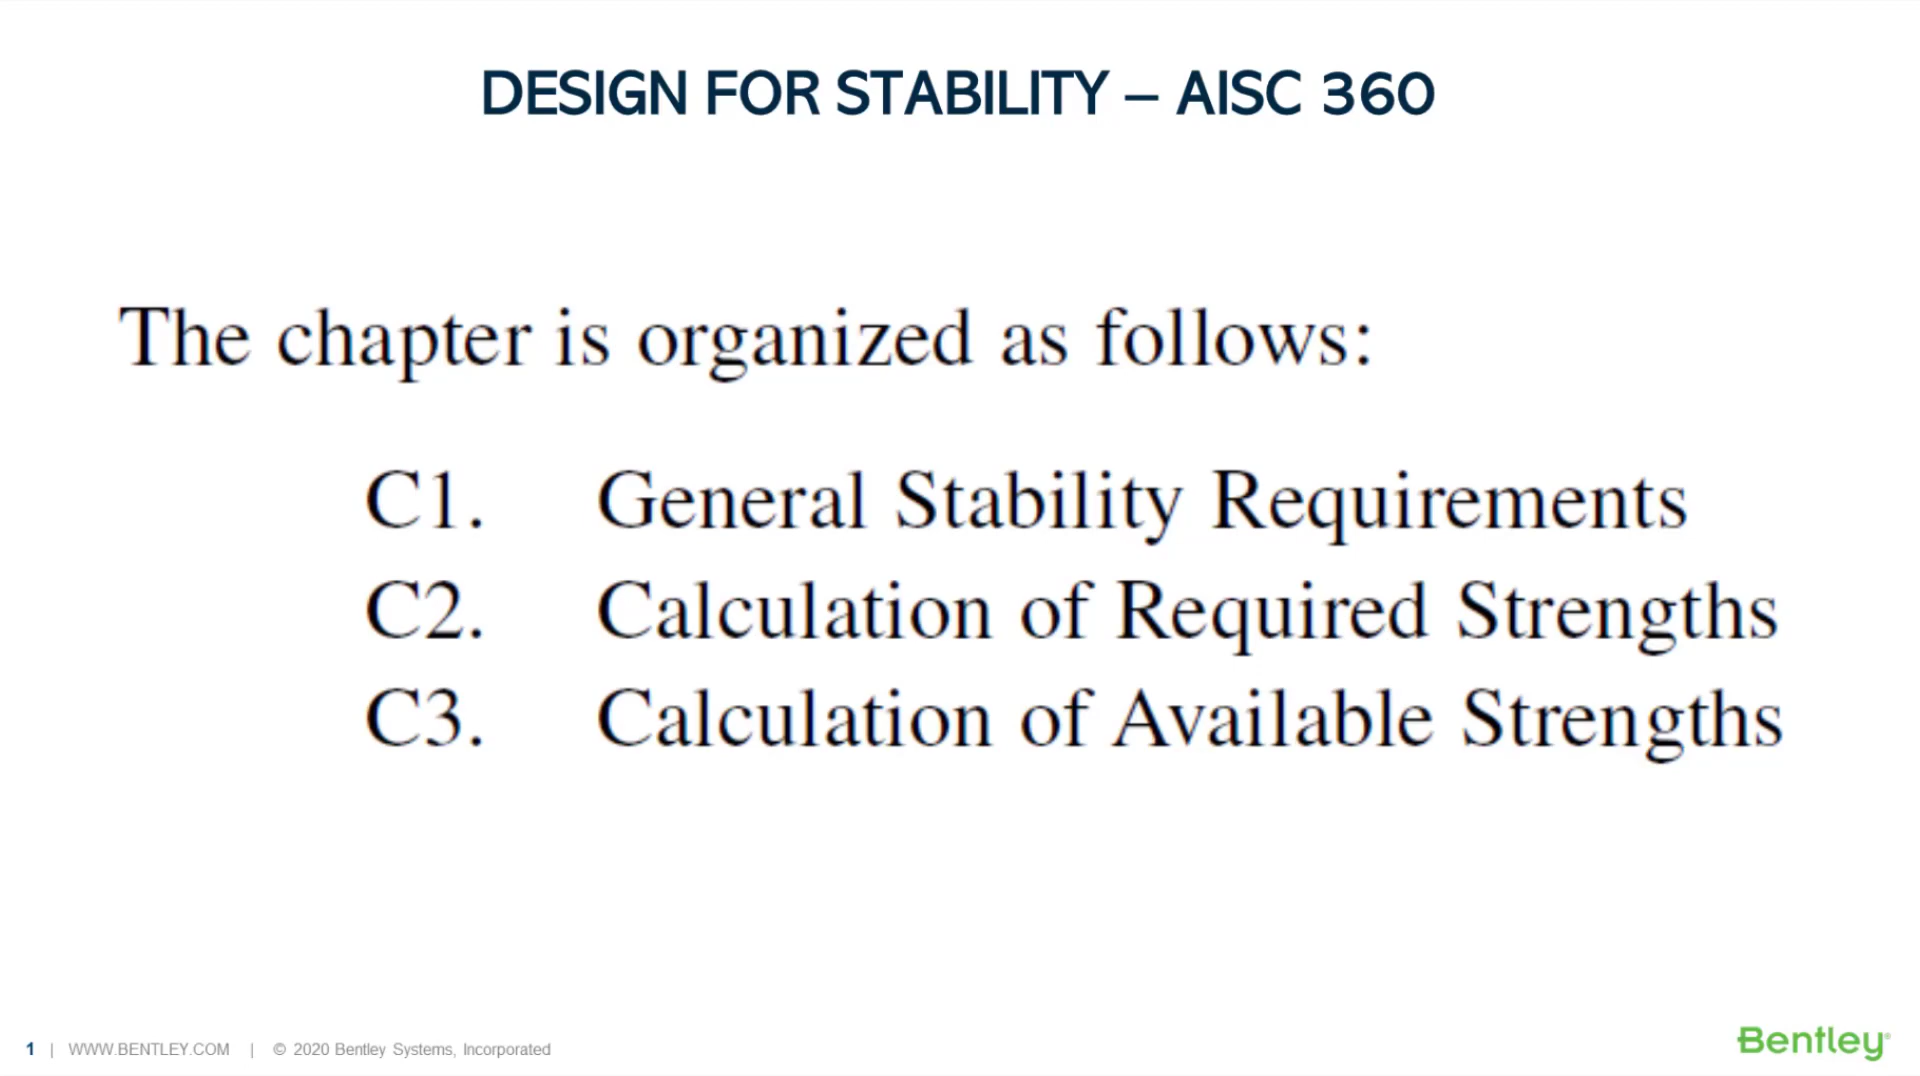 DESIGN FOR STABILITY – AISC 360
The chapter is organized as follows:
C1. General Stability Requirements
C2. Calculation of Required Strengths
C3. Calculation of Available Strengths
1 | WWW.BENTLEY.COM | © 2020 Bentley Systems, Incorporated
Bentley®